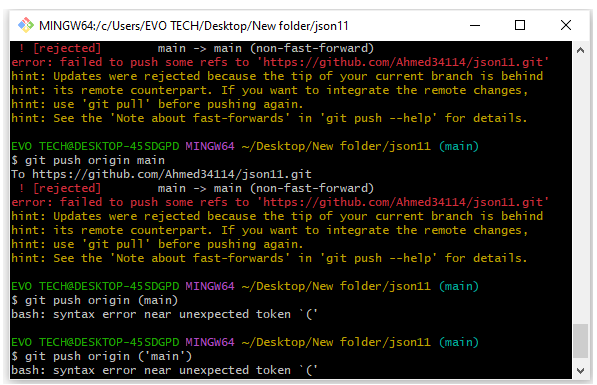 MINGW64:/c/Users/EVO TECH/Desktop/New folder/json11
! [rejected]        main -> main (non-fast-forward)
error: failed to push some refs to 'https://github.com/Ahmed34114/json11.git'
hint: Updates were rejected because the tip of your current branch is behind
hint: its remote counterpart. If you want to integrate the remote changes,
hint: use 'git pull' before pushing again.
hint: See the 'Note about fast-forwards' in 'git push --help' for details.
EVO TECH@DESKTOP-45SDGPD MINGW64 ~/Desktop/New folder/json11 (main)
$ git push origin main
To https://github.com/Ahmed34114/json11.git
! [rejected]        main -> main (non-fast-forward)
error: failed to push some refs to 'https://github.com/Ahmed34114/json11.git'
hint: Updates were rejected because the tip of your current branch is behind
hint: its remote counterpart. If you want to integrate the remote changes,
hint: use 'git pull' before pushing again.
hint: See the 'Note about fast-forwards' in 'git push --help' for details.
EVO TECH@DESKTOP-45SDGPD MINGW64 ~/Desktop/New folder/json11 (main)
$ git push origin (main)
bash: syntax error near unexpected token `('
EVO TECH@DESKTOP-45SDGPD MINGW64 ~/Desktop/New folder/json11 (main)
$ git push origin ('main')
bash: syntax error near unexpected token `('